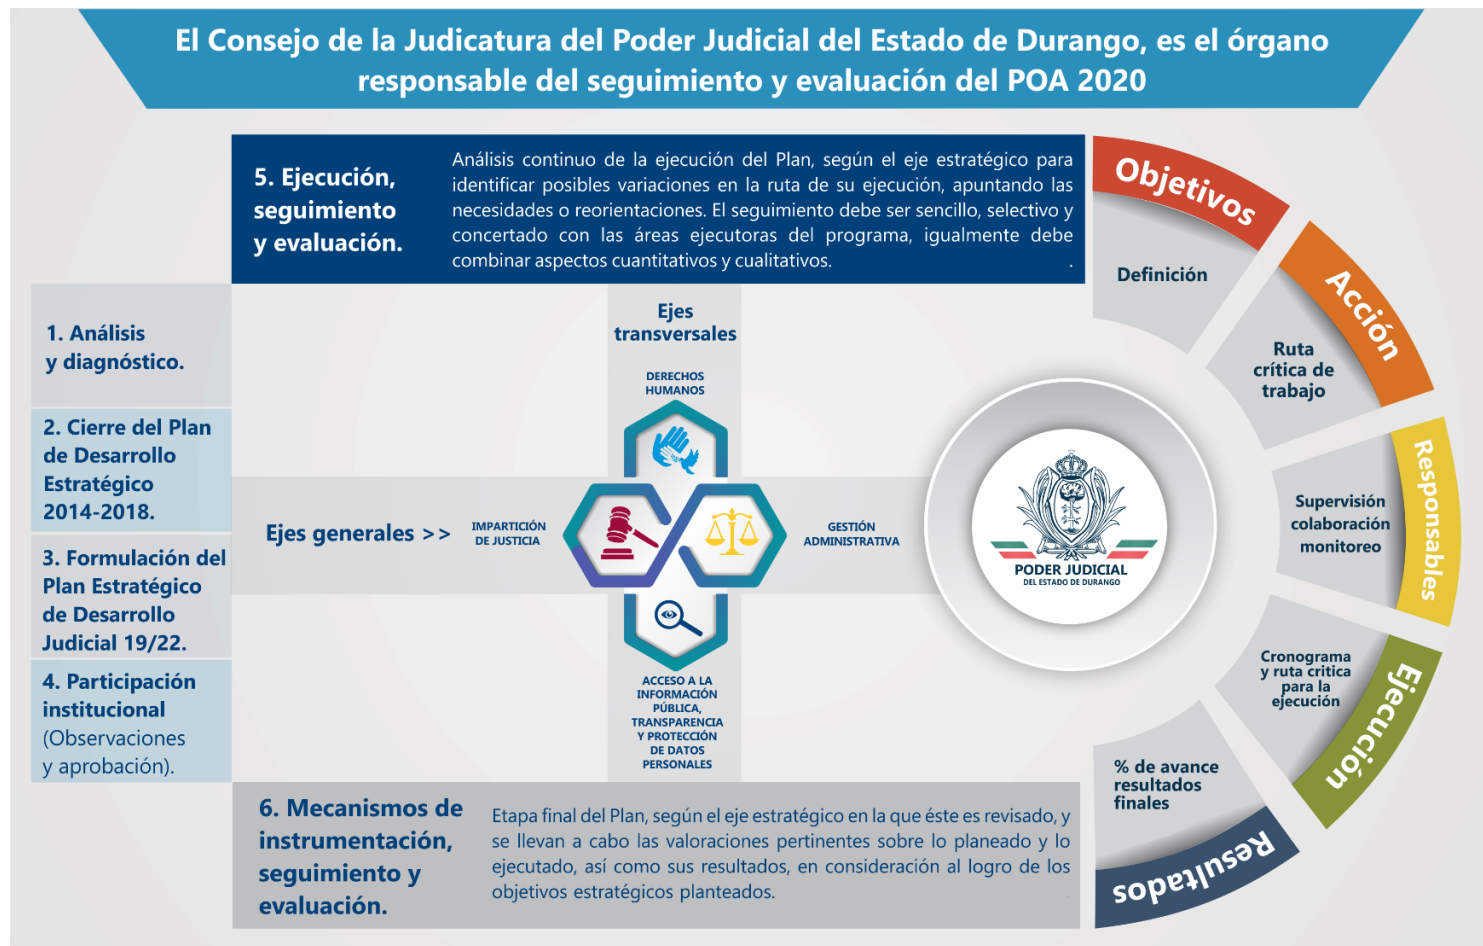 El Consejo de la Judicatura del Poder Judicial del Estado de Durango, es el órgano
responsable del seguimiento y evaluación del POA 2020
5. Ejecución,
seguimiento
y evaluación.
Análisis continuo de la ejecución del Plan, según el eje estratégico para
identificar posibles variaciones en la ruta de su ejecución, apuntando las
necesidades o reorientaciones. El seguimiento debe ser sencillo, selectivo y
concertado con las áreas ejecutoras del programa, igualmente debe
combinar aspectos cuantitativos y cualitativos. .
1. Análisis
y diagnóstico.
2. Cierre del Plan
de Desarrollo
Estratégico
2014-2018.
3. Formulación del
Plan Estratégico
de Desarrollo
Judicial 19/22.
4. Participación
institucional
(Observaciones
y aprobación).
Ejes
transversales
DERECHOS
HUMANOS
Ejes generales >>
IMPARTICIÓN
DE JUSTICIA
GESTIÓN
ADMINISTRATIVA
ACCESO A LA
INFORMACIÓN
PÚBLICA,
TRANSPARENCIA
Y PROTECCIÓN
DE DATOS
PERSONALES
PODER JUDICIAL
DEL ESTADO DE DURANGO
Objetivos
Definición
Acción
Ruta
crítica de
trabajo
Responsables
Supervisión
colaboración
monitoreo
Ejecución
Cronograma
y ruta critica
para la
ejecución
Resultados
% de avance
resultados
finales
6. Mecanismos de
instrumentación,
seguimiento y
evaluación.
Etapa final del Plan, según el eje estratégico en la que éste es revisado, y
se llevan a cabo las valoraciones pertinentes sobre lo planeado y lo
ejecutado, así como sus resultados, en consideración al logro de los
objetivos estratégicos planteados. .